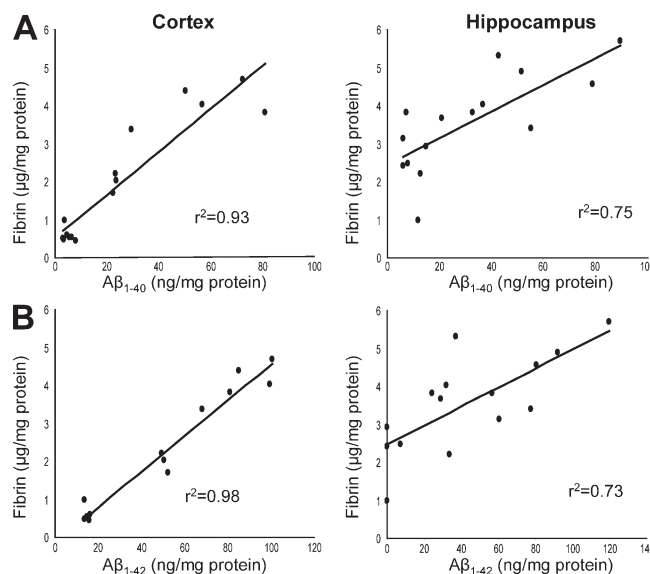 A
Cortex
Hippocampus
Fibrin (μg/mg protein)
6
5
4
3
2
1
0
r²=0.93
0 20 40 60 80 100
Aβ₁₋₄₀ (ng/mg protein)
Fibrin (μg/mg protein)
6
5
4
3
2
1
0
r²=0.75
0 20 40 60 80 100
Aβ₁₋₄₀ (ng/mg protein)
B
Fibrin (μg/mg protein)
6
5
4
3
2
1
0
r²=0.98
0 20 40 60 80 100 120
Aβ₁₋₄₂ (ng/mg protein)
Fibrin (μg/mg protein)
6
5
4
3
2
1
0
r²=0.73
0 20 40 60 80 100 120 14
Aβ₁₋₄₂ (ng/mg protein)